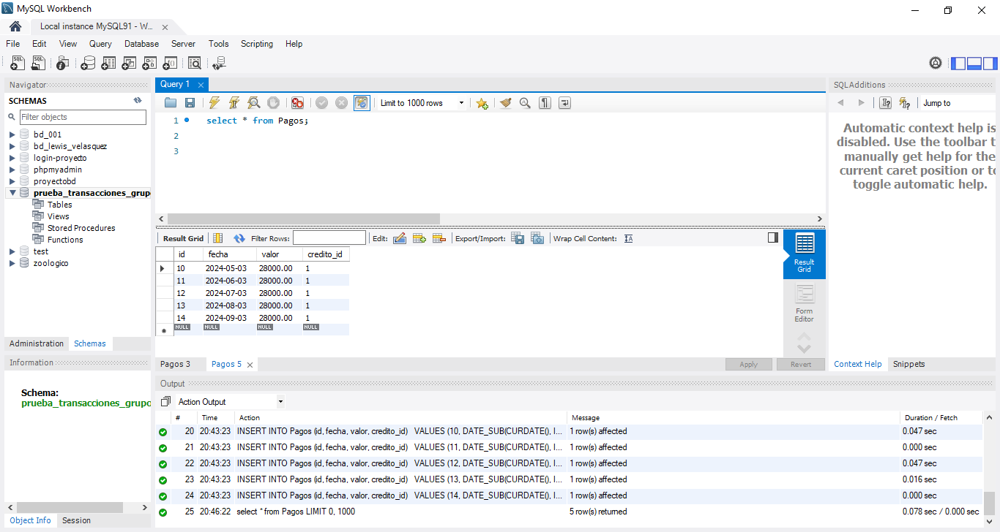 MySQL Workbench
Local instance MySQL91 - W...
File Edit View Query Database Server Tools Scripting Help
Navigator
SCHEMAS
Filter objects
bd_001
bd_lewis_velasquez
login-proyecto
phpmyadmin
proyectobd
prueba_transacciones_grupo
Tables
Views
Stored Procedures
Functions
test
zoologico
Administration Schemas
Information
Schema:
prueba_transacciones_grupo
Object Info Session
Query 1
Limit to 1000 rows
1 select * from Pagos;
2
3
Result Grid Filter Rows: Edit: Export/Import: Wrap Cell Content:
id fecha valor credito_id
10 2024-05-03 28000.00 1
11 2024-06-03 28000.00 1
12 2024-07-03 28000.00 1
13 2024-08-03 28000.00 1
14 2024-09-03 28000.00 1
NULL NULL NULL NULL
Result
Grid
Form
Editor
Pagos 3 Pagos 5 Apply Revert
SQLAdditions
Jump to
Automatic context help is
disabled. Use the toolbar t
manually get help for the
current caret position or to
toggle automatic help.
Context Help Snippets
Output
Action Output
# Time Action Message Duration / Fetch
20 20:43:23 INSERT INTO Pagos (id, fecha, valor, credito_id) VALUES (10, DATE_SUB(CURDATE(), I... 1 row(s) affected 0.047 sec
21 20:43:23 INSERT INTO Pagos (id, fecha, valor, credito_id) VALUES (11, DATE_SUB(CURDATE(), I... 1 row(s) affected 0.000 sec
22 20:43:23 INSERT INTO Pagos (id, fecha, valor, credito_id) VALUES (12, DATE_SUB(CURDATE(), I... 1 row(s) affected 0.047 sec
23 20:43:23 INSERT INTO Pagos (id, fecha, valor, credito_id) VALUES (13, DATE_SUB(CURDATE(), I... 1 row(s) affected 0.016 sec
24 20:43:23 INSERT INTO Pagos (id, fecha, valor, credito_id) VALUES (14, DATE_SUB(CURDATE(), I... 1 row(s) affected 0.000 sec
25 20:46:22 select * from Pagos LIMIT 0, 1000 5 row(s) returned 0.078 sec / 0.000 sec